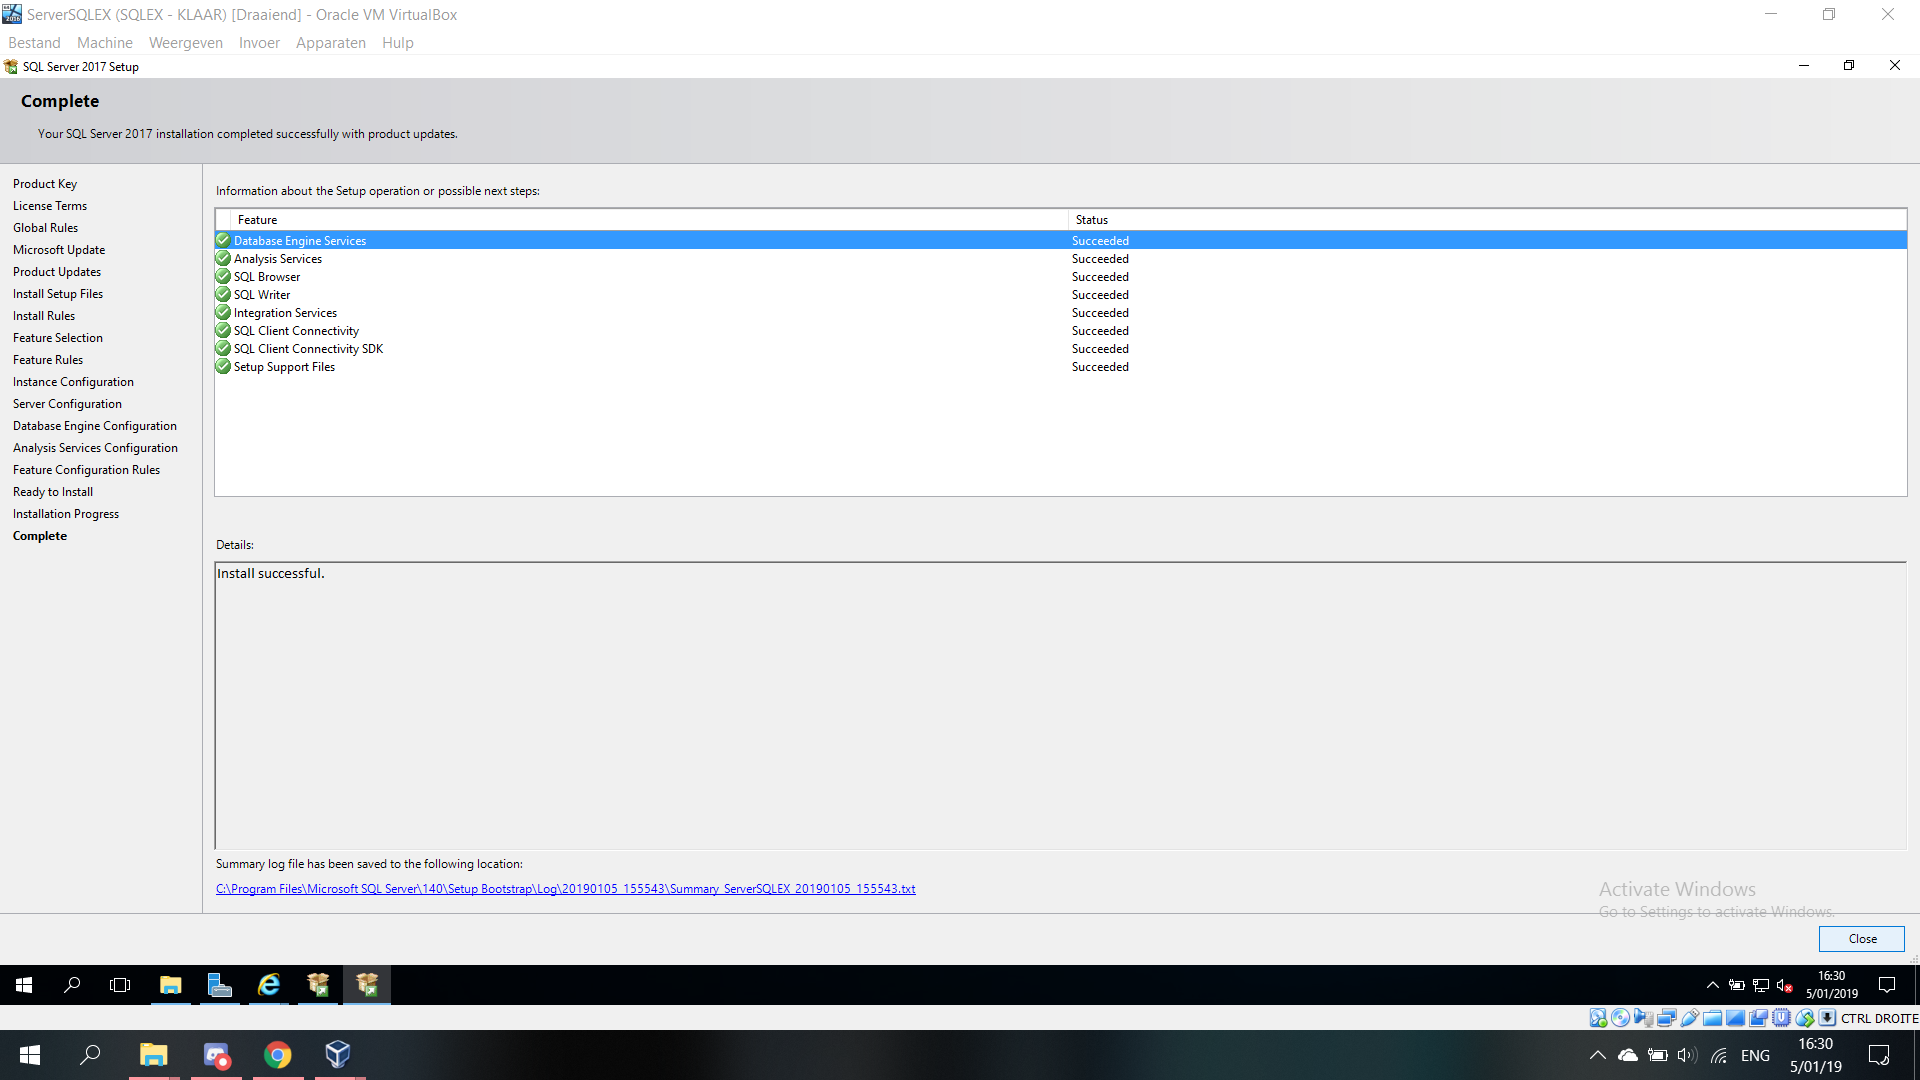 ServerSQLEX (SQLEX - KLAAR) [Draaiend] - Oracle VM VirtualBox
Bestand Machine Weergeven Invoer Apparaten Hulp
SQL Server 2017 Setup
Complete
Your SQL Server 2017 installation completed successfully with product updates.
Product Key
License Terms
Global Rules
Microsoft Update
Product Updates
Install Setup Files
Install Rules
Feature Selection
Feature Rules
Instance Configuration
Server Configuration
Database Engine Configuration
Analysis Services Configuration
Feature Configuration Rules
Ready to Install
Installation Progress
Complete
Information about the Setup operation or possible next steps:
Feature Status
Database Engine Services Succeeded
Analysis Services Succeeded
SQL Browser Succeeded
SQL Writer Succeeded
Integration Services Succeeded
SQL Client Connectivity Succeeded
SQL Client Connectivity SDK Succeeded
Setup Support Files Succeeded
Details:
Install successful.
Summary log file has been saved to the following location:
C:\Program Files\Microsoft SQL Server\140\Setup Bootstrap\Log\20190105_155543\Summary_ServerSQLEX_20190105_155543.txt
Activate Windows
Go to Settings to activate Windows.
Close
16:30
5/01/2019
CTRL DROITE
ENG
16:30
5/01/19